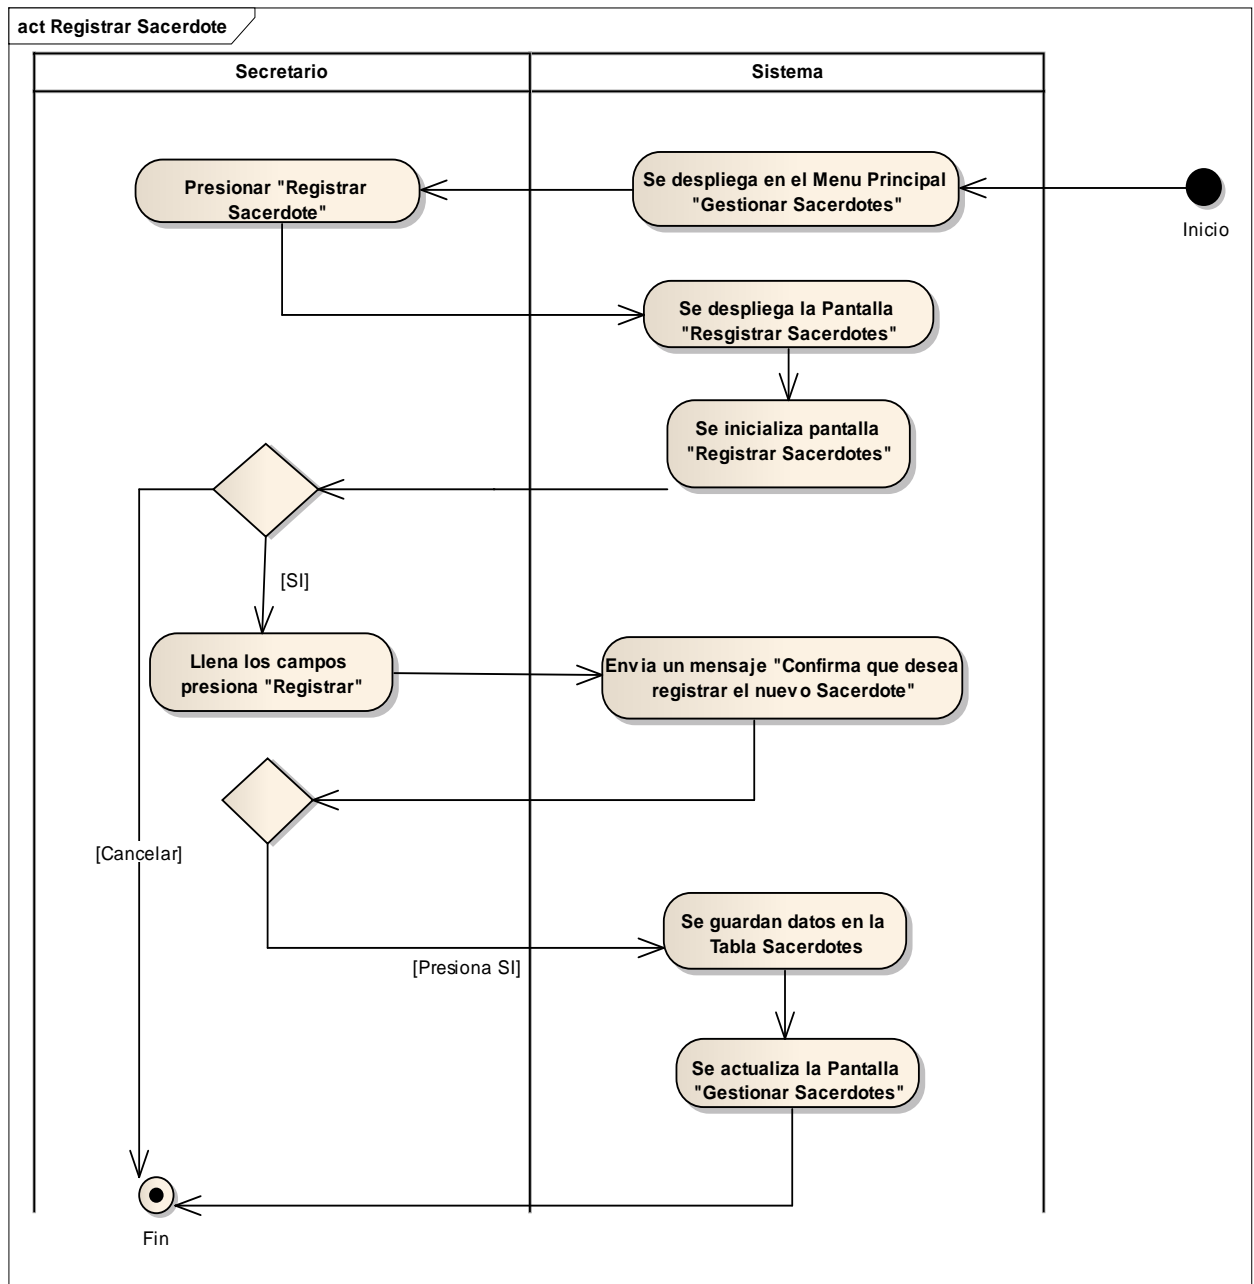 act Registrar Sacerdote
Secretario
Sistema
Presionar "Registrar
Sacerdote"
Se despliega en el Menu Principal
"Gestionar Sacerdotes"
Inicio
Se despliega la Pantalla
"Resgistrar Sacerdotes"
Se inicializa pantalla
"Registrar Sacerdotes"
[SI]
Llena los campos
presiona "Registrar"
Envia un mensaje "Confirma que desea
registrar el nuevo Sacerdote"
[Cancelar]
Se guardan datos en la
Tabla Sacerdotes
[Presiona SI]
Se actualiza la Pantalla
"Gestionar Sacerdotes"
Fin